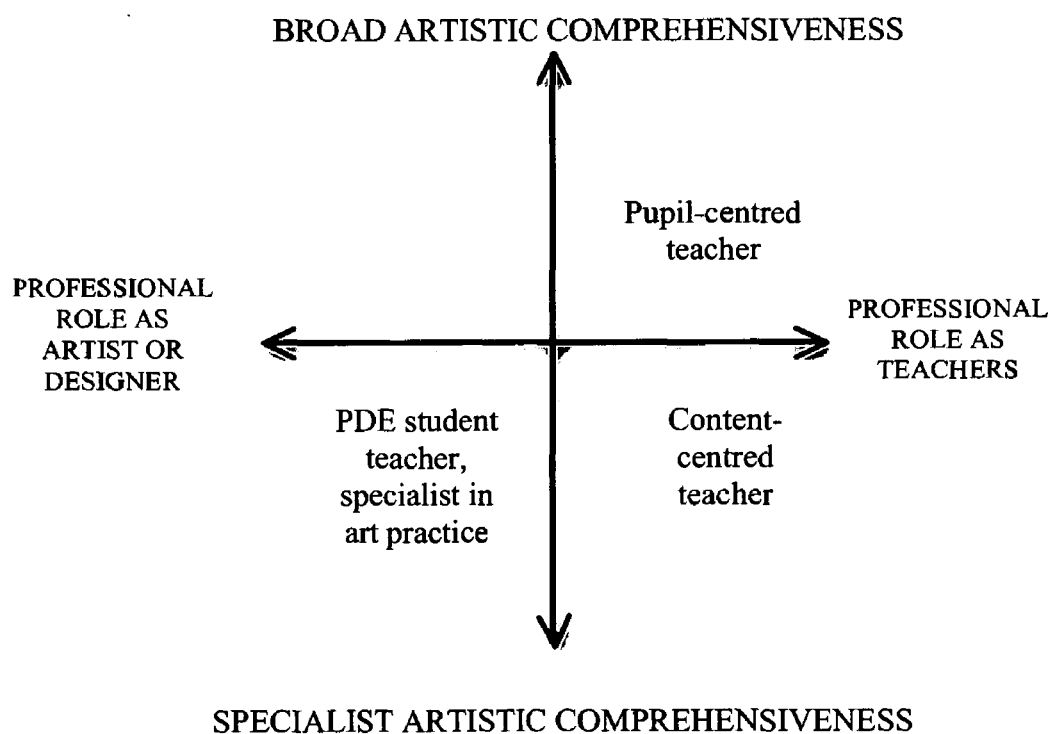 BROAD ARTISTIC COMPREHENSIVENESS
Pupil-centred
teacher
PROFESSIONAL
ROLE AS
ARTIST OR
DESIGNER
PROFESSIONAL
ROLE AS
TEACHERS
PDE student
teacher,
specialist in
art practice
Content-
centred
teacher
SPECIALIST ARTISTIC COMPREHENSIVENESS